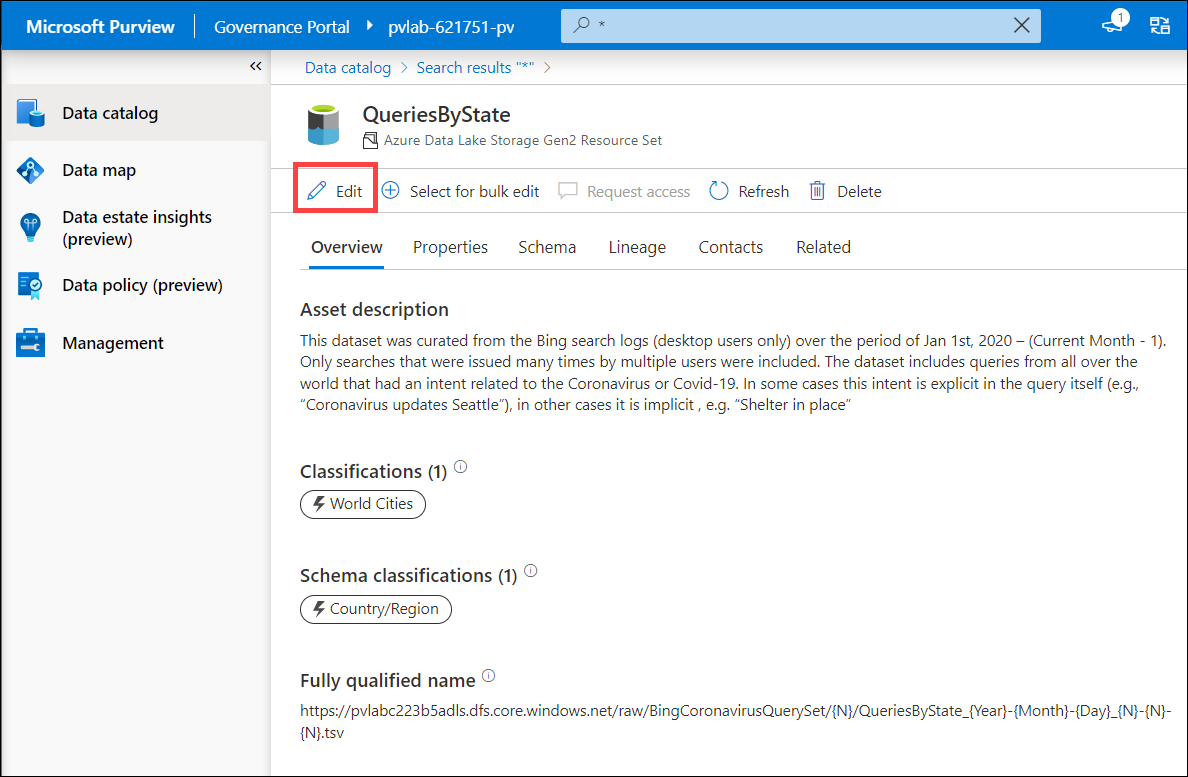 Microsoft Purview | Governance Portal pvlab-621751-pv * 1
Data catalog > Search results "*" >
Data catalog
Data map
Data estate insights
(preview)
Data policy (preview)
Management
QueriesByState
Azure Data Lake Storage Gen2 Resource Set
Edit Select for bulk edit Request access Refresh Delete
Overview Properties Schema Lineage Contacts Related
Asset description
This dataset was curated from the Bing search logs (desktop users only) over the period of Jan 1st, 2020 – (Current Month - 1).
Only searches that were issued many times by multiple users were included. The dataset includes queries from all over the
world that had an intent related to the Coronavirus or Covid-19. In some cases this intent is explicit in the query itself (e.g.,
“Coronavirus updates Seattle”), in other cases it is implicit , e.g. “Shelter in place”
Classifications (1)
World Cities
Schema classifications (1)
Country/Region
Fully qualified name
https://pvlabc223b5adls.dfs.core.windows.net/raw/BingCoronavirusQuerySet/{N}/QueriesByState_{Year}-{Month}-{Day}_{N}-{N}-
{N}.tsv